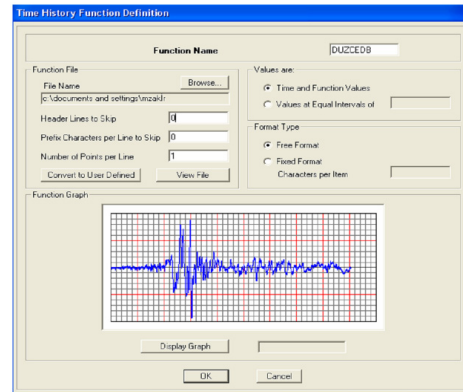 Time History Function Definition
Function Name DUZCEDB
Function File
File Name Browse...
c:\documents and settings\mzaklr
Header Lines to Skip 0
Prefix Characters per Line to Skip 0
Number of Points per Line 1
Convert to User Defined View File
Values are:
Time and Function Values
Values at Equal Intervals of
Format Type
Free Format
Fixed Format
Characters per Item
Function Graph
Display Graph
OK Cancel